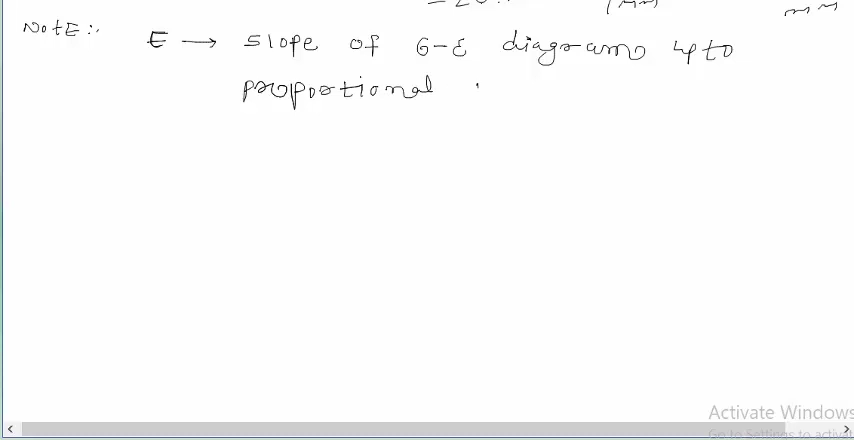 NotE:-
E → slope of σ-ε diagram upto
proportional
Activate Windows